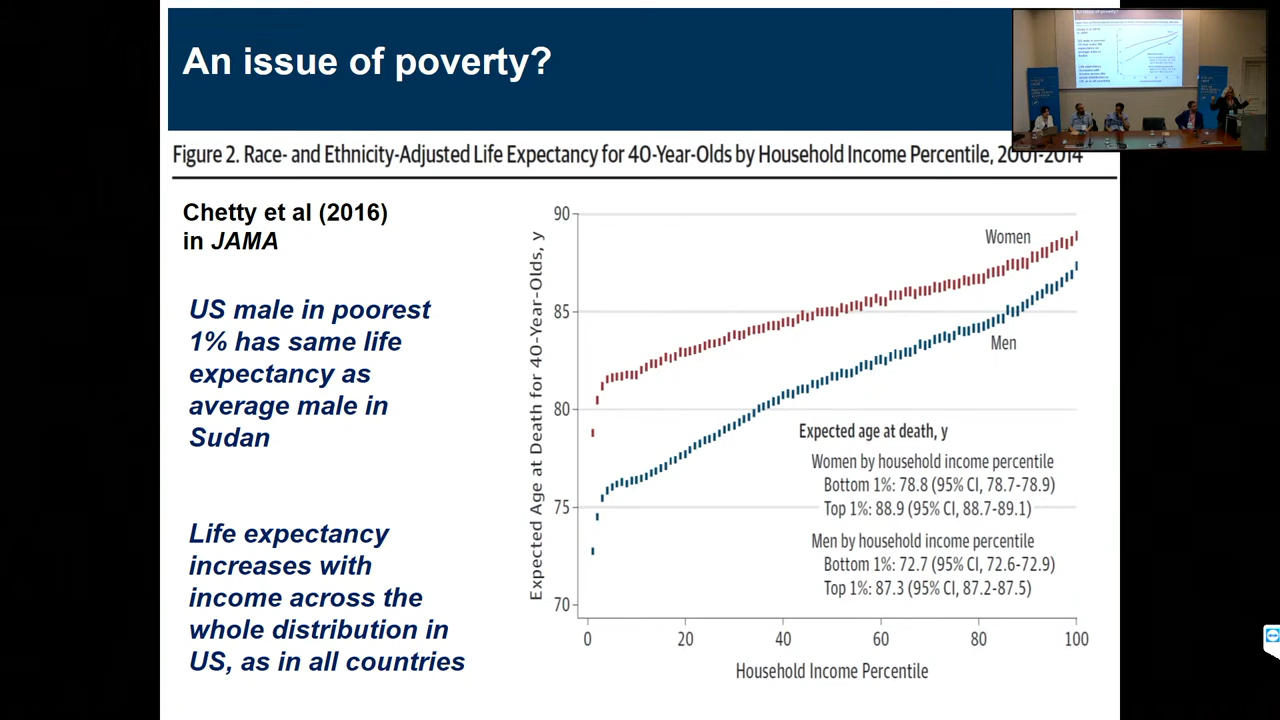 An issue of poverty?
Figure 2. Race- and Ethnicity-Adjusted Life Expectancy for 40-Year-Olds by Household Income Percentile, 2001-2014
Chetty et al (2016)
in JAMA
US male in poorest
1% has same life
expectancy as
average male in
Sudan
Life expectancy
increases with
income across the
whole distribution in
US, as in all countries
Expected Age at Death for 40-Year-Olds, y
90
85
80
75
70
Women
Men
Expected age at death, y
Women by household income percentile
Bottom 1%: 78.8 (95% CI, 78.7-78.9)
Top 1%: 88.9 (95% CI, 88.7-89.1)
Men by household income percentile
Bottom 1%: 72.7 (95% CI, 72.6-72.9)
Top 1%: 87.3 (95% CI, 87.2-87.5)
0 20 40 60 80 100
Household Income Percentile